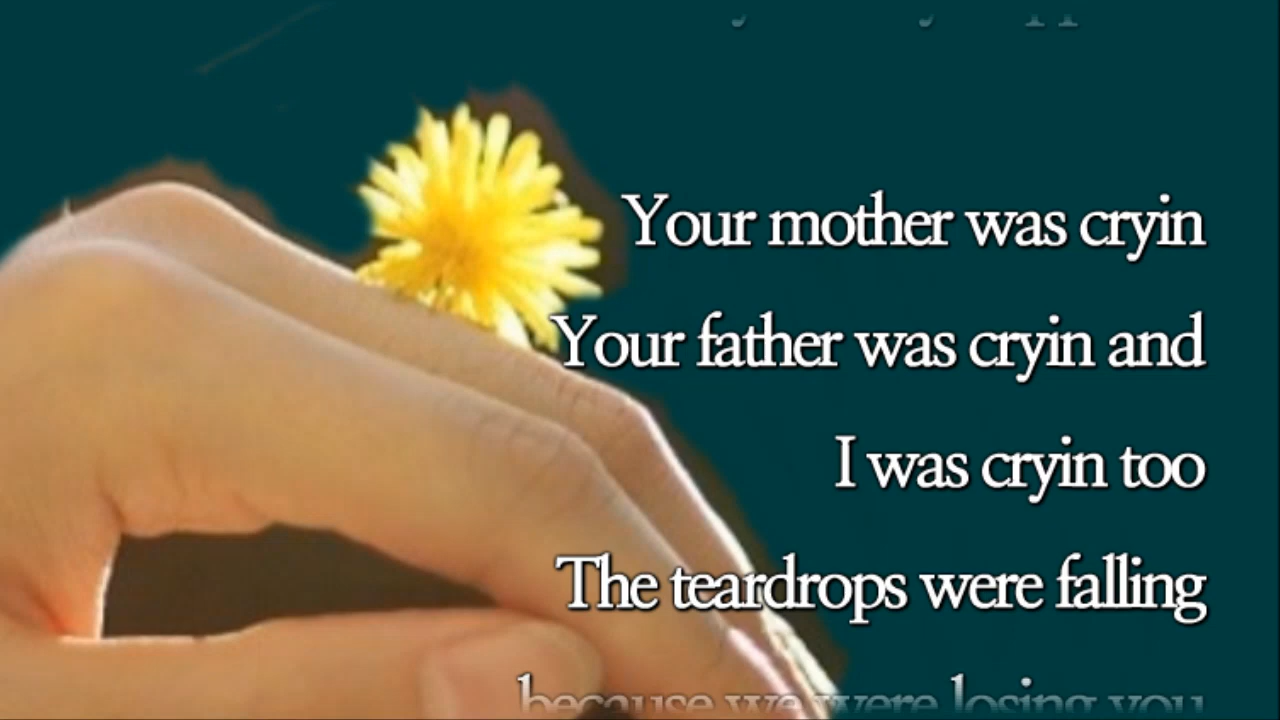 Your mother was cryin
Your father was cryin and
I was cryin too
The teardrops were falling
because we were losing you